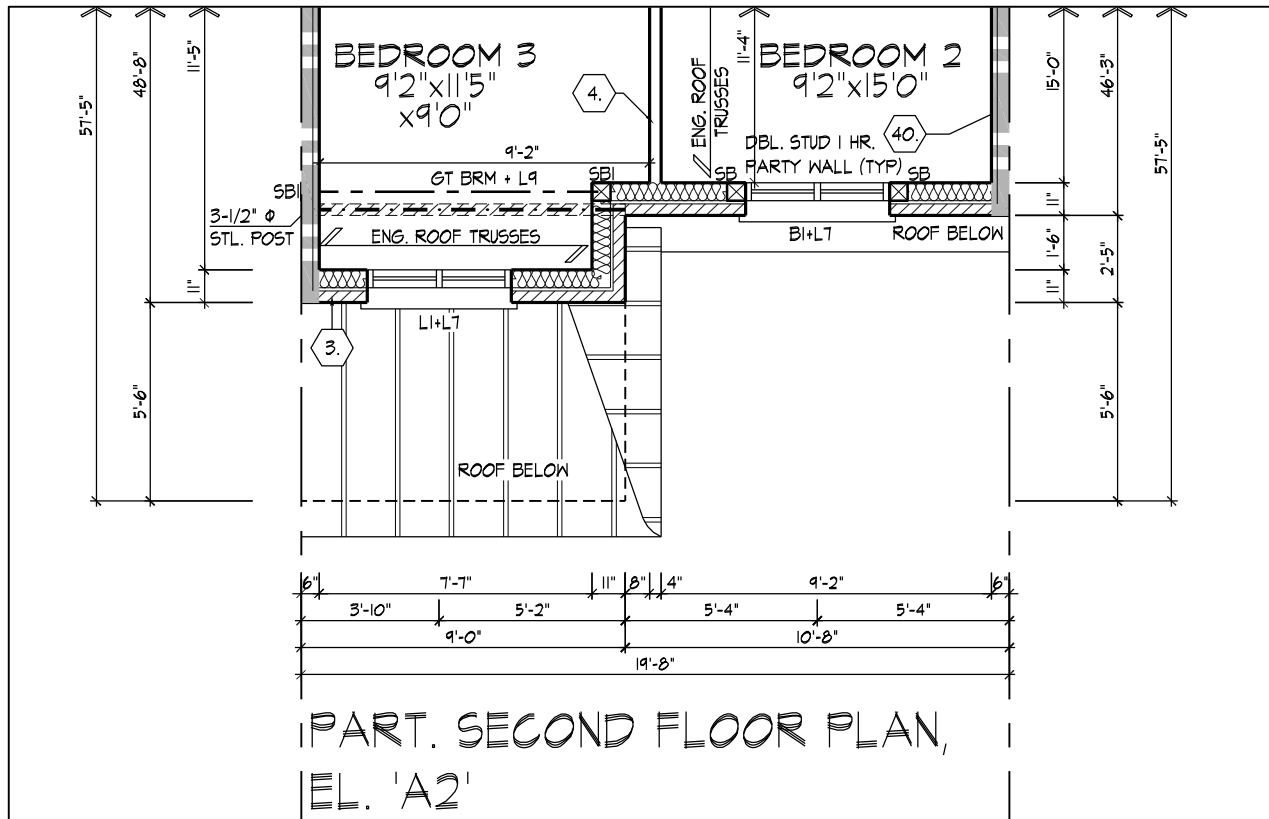 BEDROOM 3
9'2"x11'5"
x9'0"
BEDROOM 2
9'2"x15'0"
4.
40.
ENG. ROOF
TRUSSES
11'-4"
DBL. STUD 1 HR.
PARTY WALL (TYP)
9'-2"
GT BRM + L9
SB1
SB1
SB
SB
3-1/2" Φ
STL. POST
ENG. ROOF TRUSSES
B1+L7
ROOF BELOW
L1+L7
3.
ROOF BELOW
57'-5"
48'-8"
11'-5"
11"
5'-6"
15'-0"
46'-3"
57'-5"
11"
1'-6"
2'-5"
11"
5'-6"
6"
7'-7"
11"
8"
4"
9'-2"
6"
3'-10"
5'-2"
5'-4"
5'-4"
9'-0"
10'-8"
19'-8"
PART. SECOND FLOOR PLAN,
EL. 'A2'